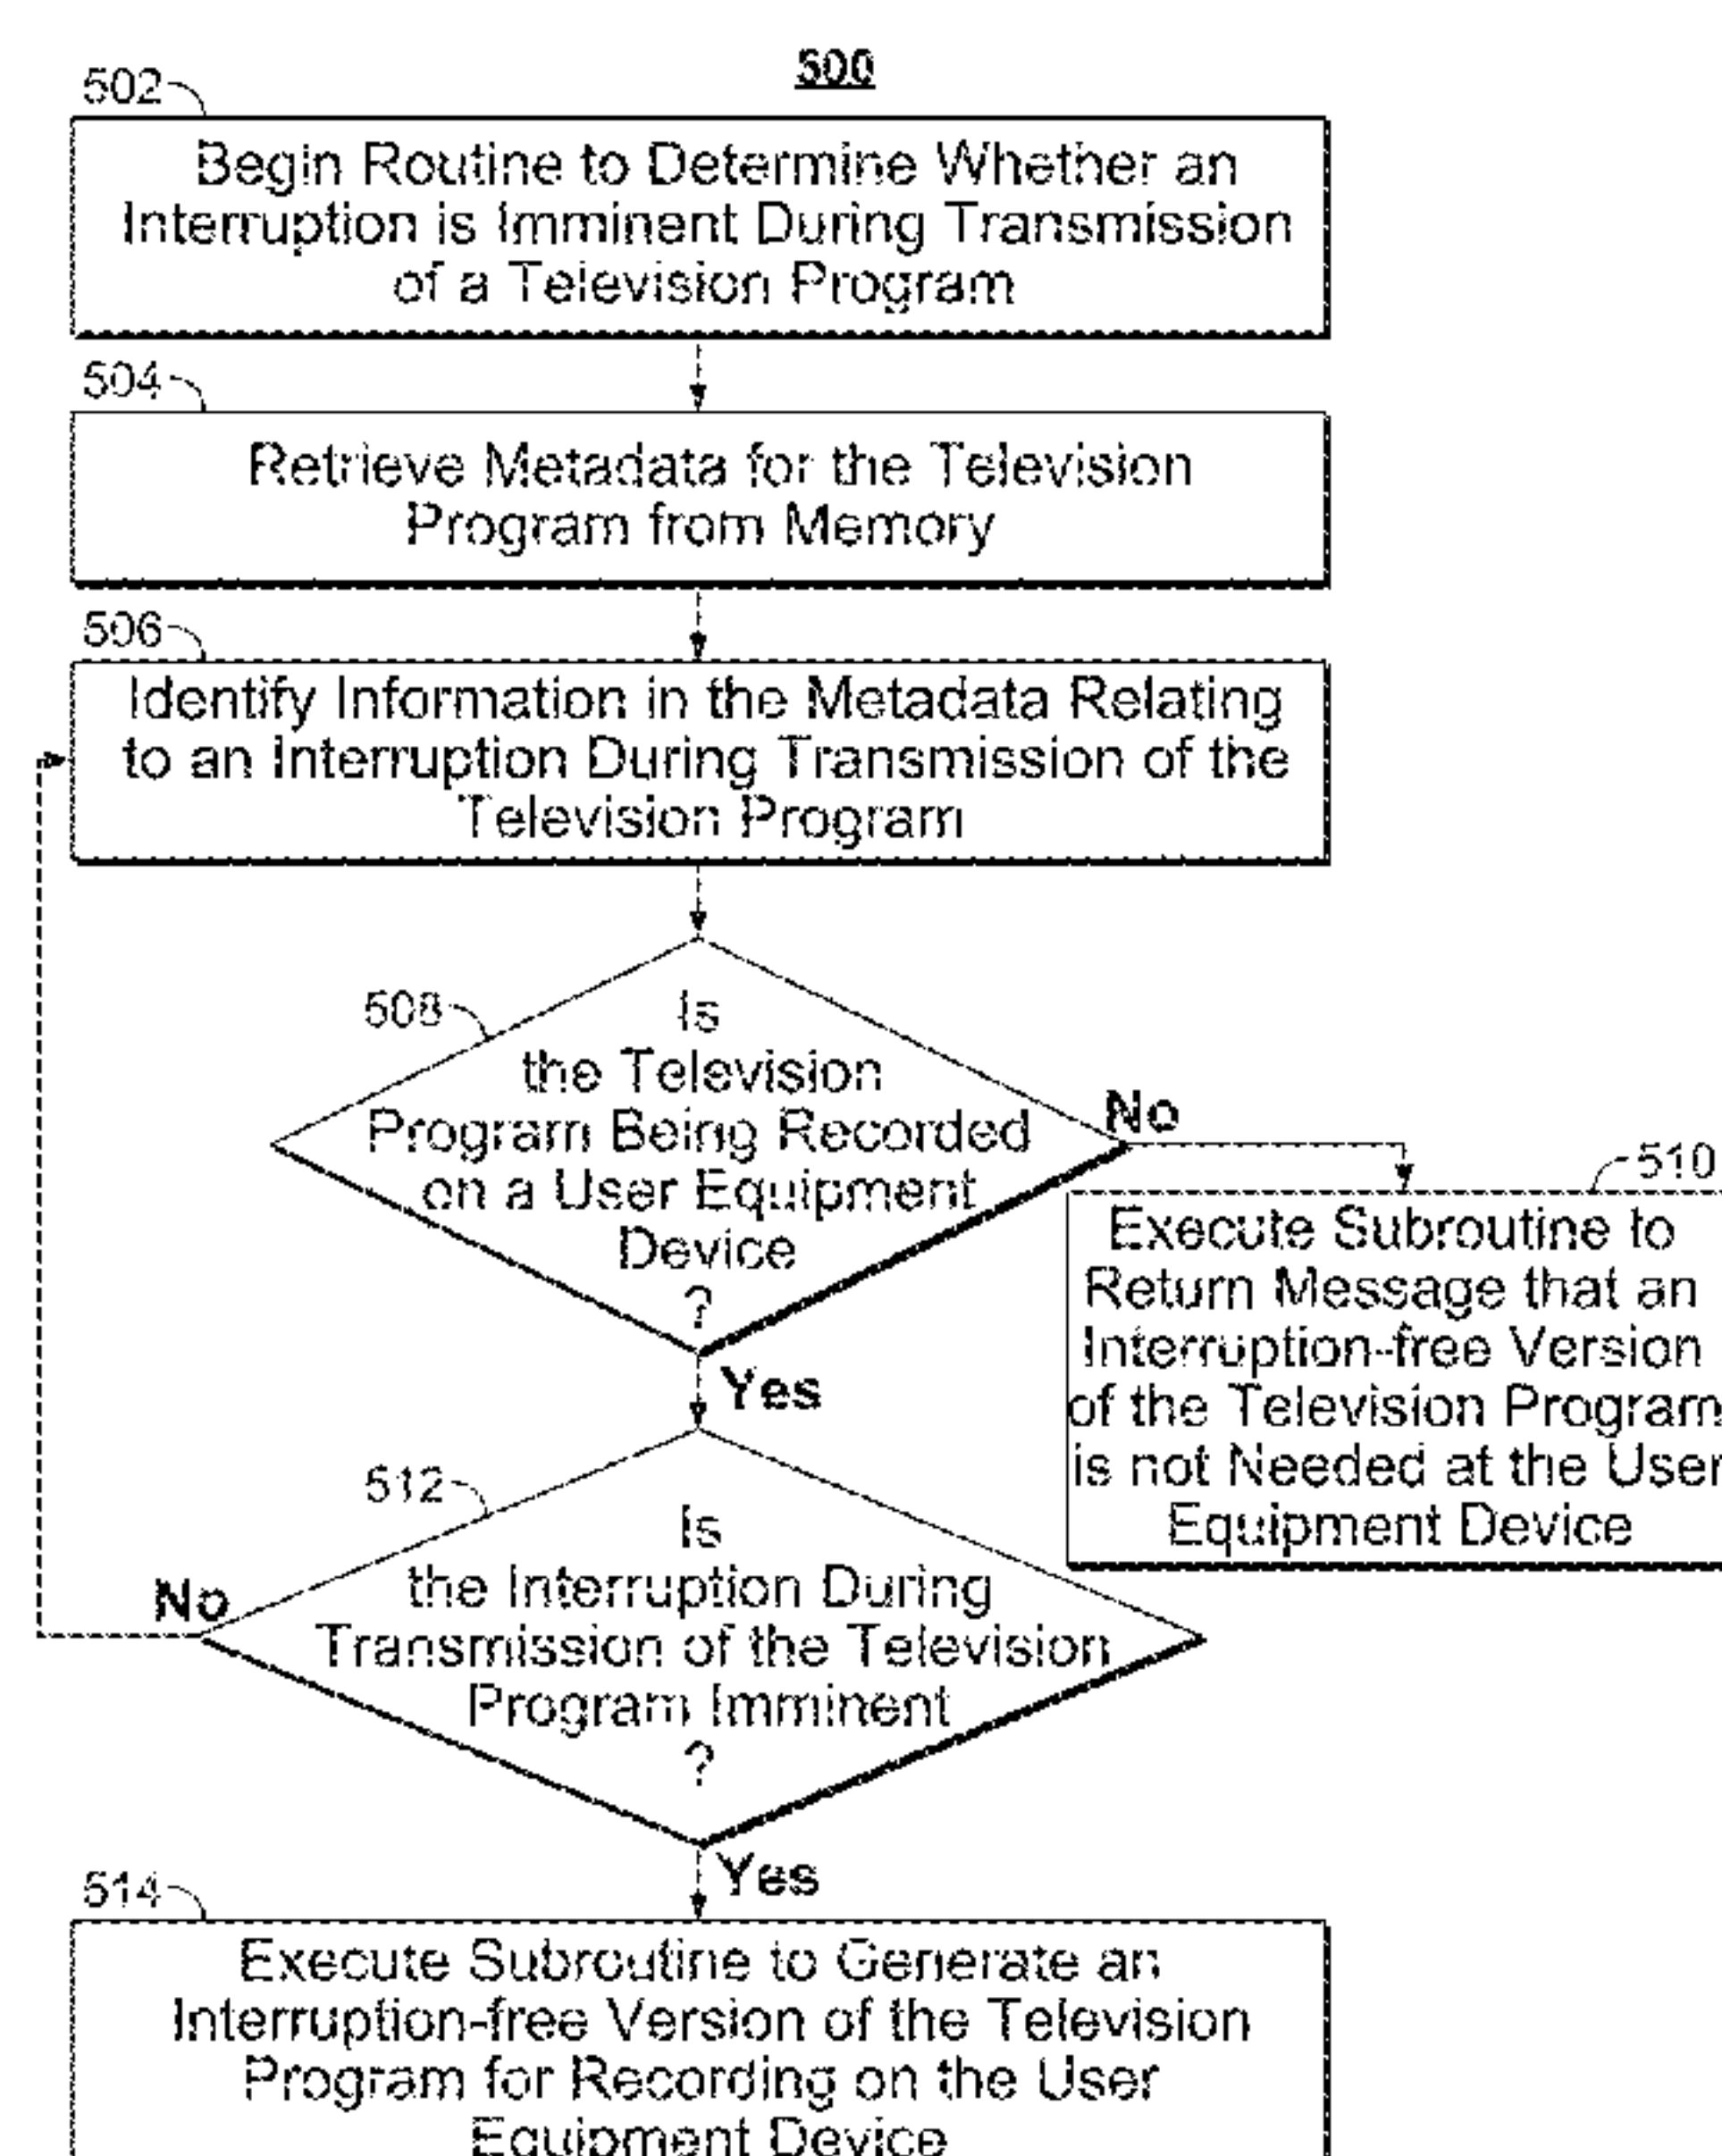 500
502
Begin Routine to Determine Whether an
Interruption is Imminent During Transmission
of a Television Program
504
Retrieve Metadata for the Television
Program from Memory
506
Identify Information in the Metadata Relating
to an Interruption During Transmission of the
Television Program
508
Is
the Television
Program Being Recorded
on a User Equipment
Device
?
No
510
Execute Subroutine to
Return Message that an
Interruption-free Version
of the Television Program
is not Needed at the User
Equipment Device
Yes
512
Is
the Interruption During
Transmission of the Television
Program Imminent
?
No
Yes
514
Execute Subroutine to Generate an
Interruption-free Version of the Television
Program for Recording on the User
Equipment Device